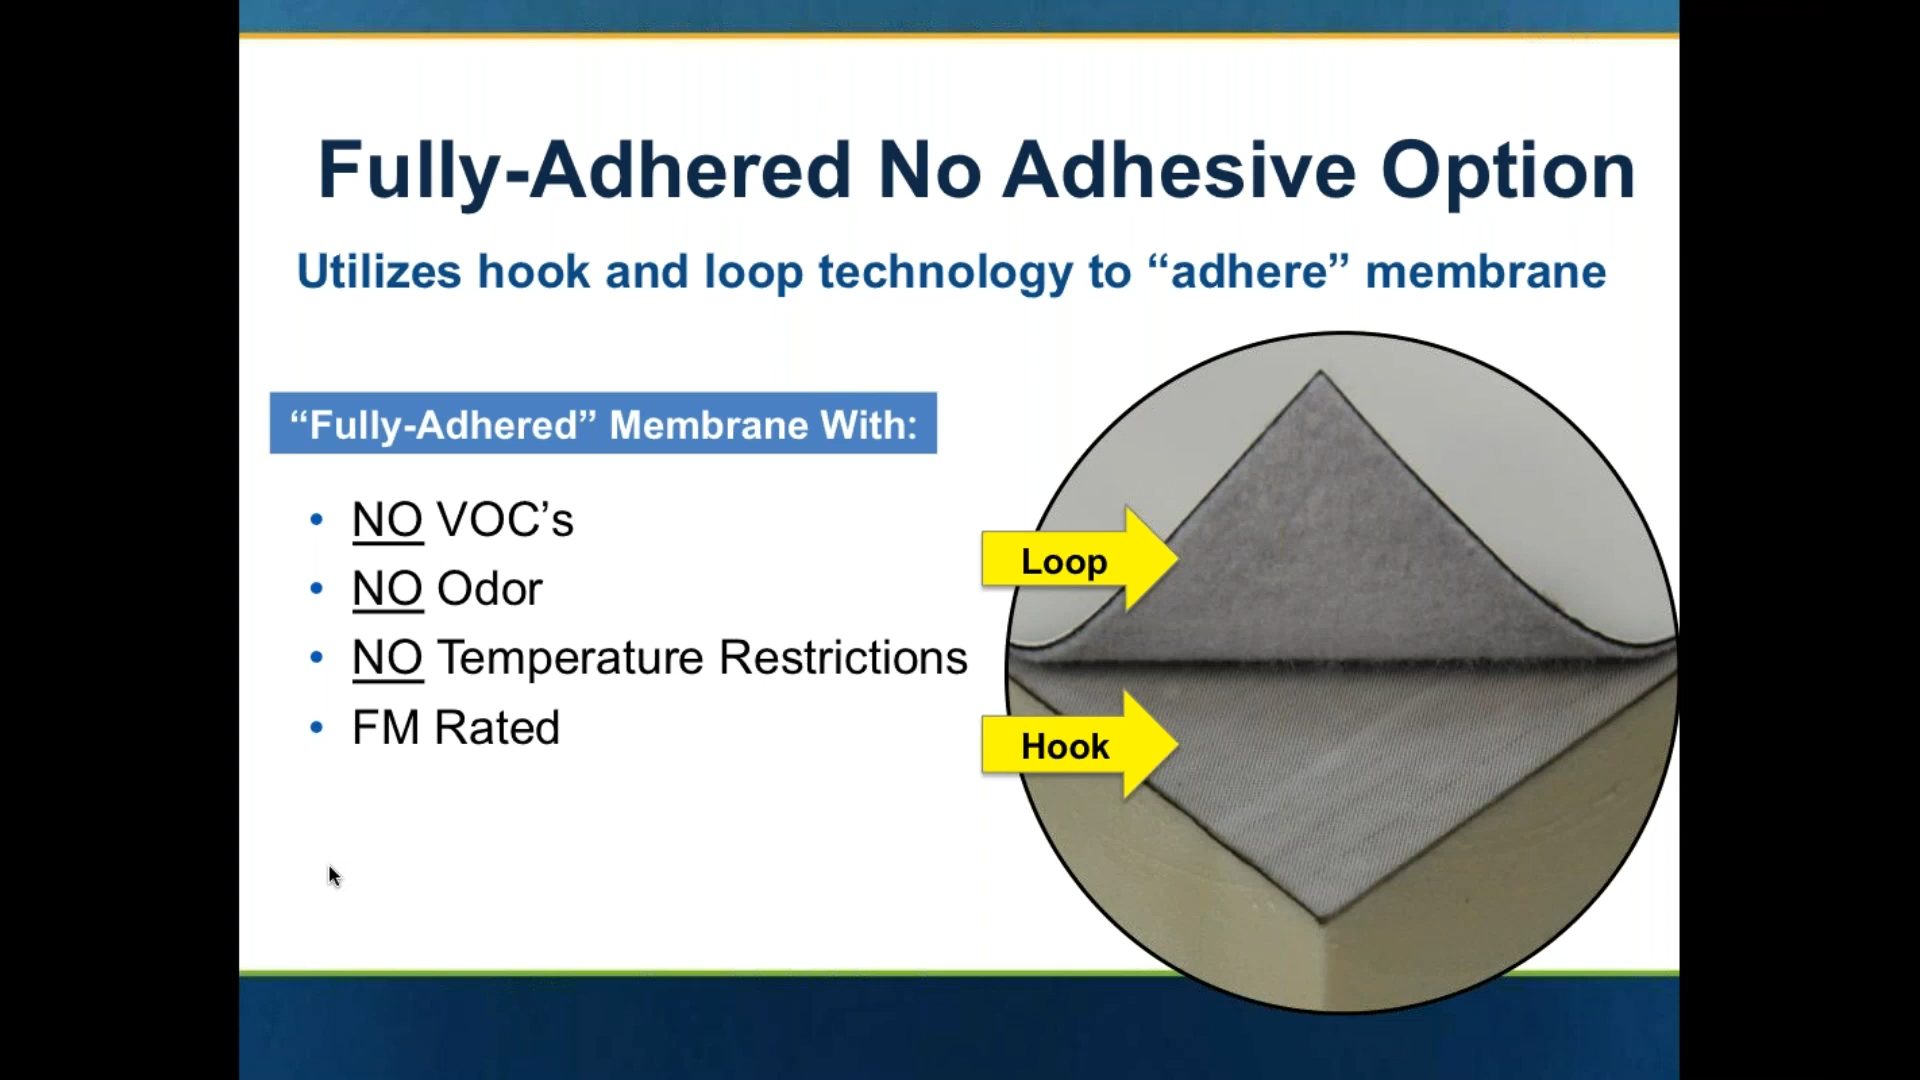 Fully-Adhered No Adhesive Option
Utilizes hook and loop technology to “adhere” membrane
“Fully-Adhered” Membrane With:
• NO VOC’s
• NO Odor
• NO Temperature Restrictions
• FM Rated
Loop
Hook